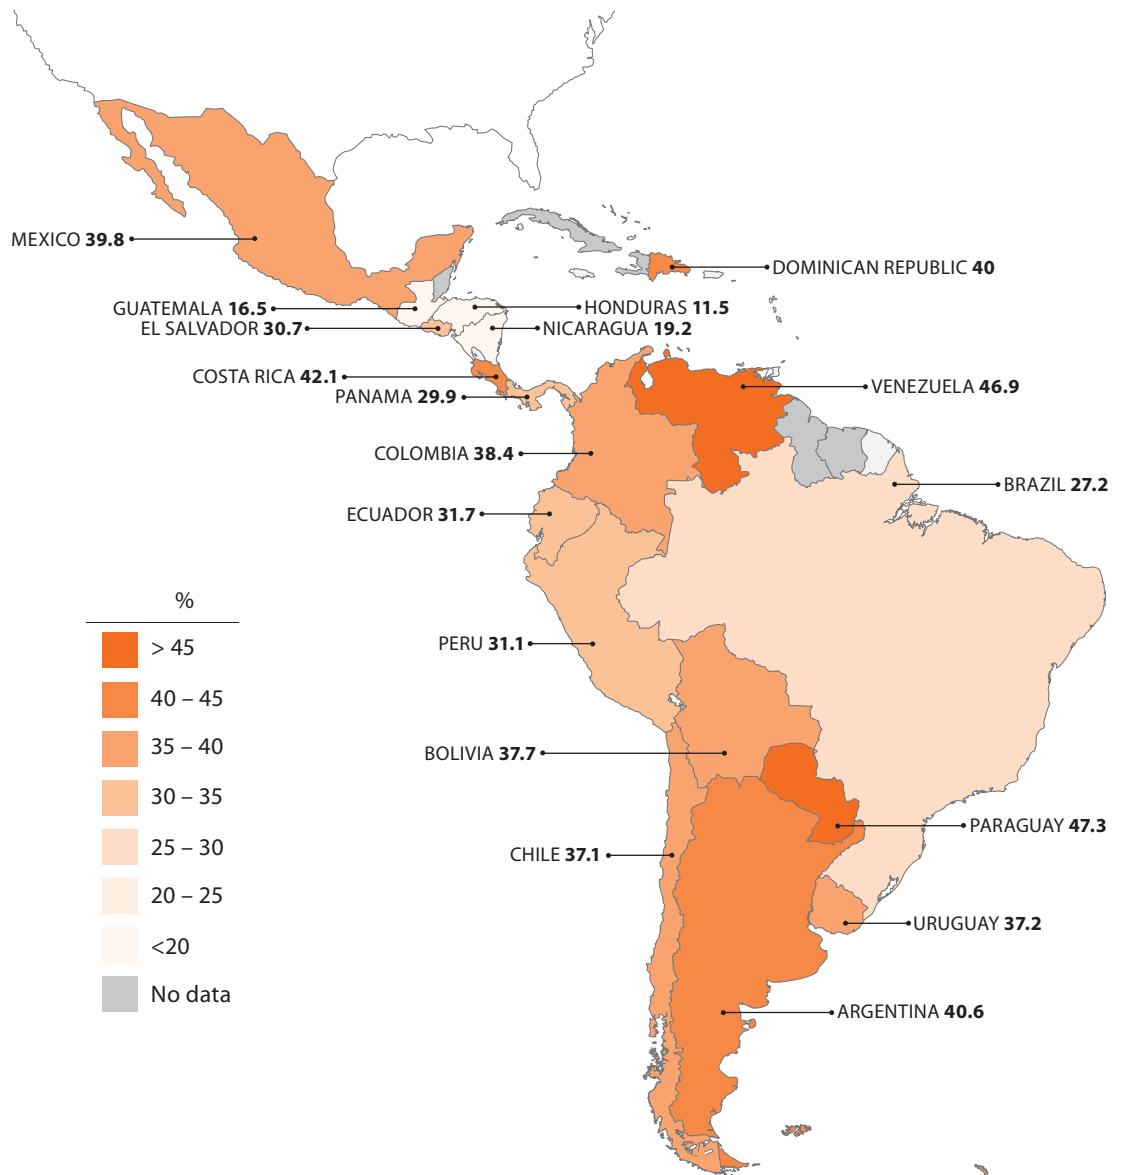 MEXICO 39.8
DOMINICAN REPUBLIC 40
GUATEMALA 16.5
HONDURAS 11.5
EL SALVADOR 30.7
NICARAGUA 19.2
COSTA RICA 42.1
VENEZUELA 46.9
PANAMA 29.9
COLOMBIA 38.4
BRAZIL 27.2
ECUADOR 31.7
PERU 31.1
BOLIVIA 37.7
PARAGUAY 47.3
CHILE 37.1
URUGUAY 37.2
ARGENTINA 40.6
%
> 45
40 – 45
35 – 40
30 – 35
25 – 30
20 – 25
<20
No data